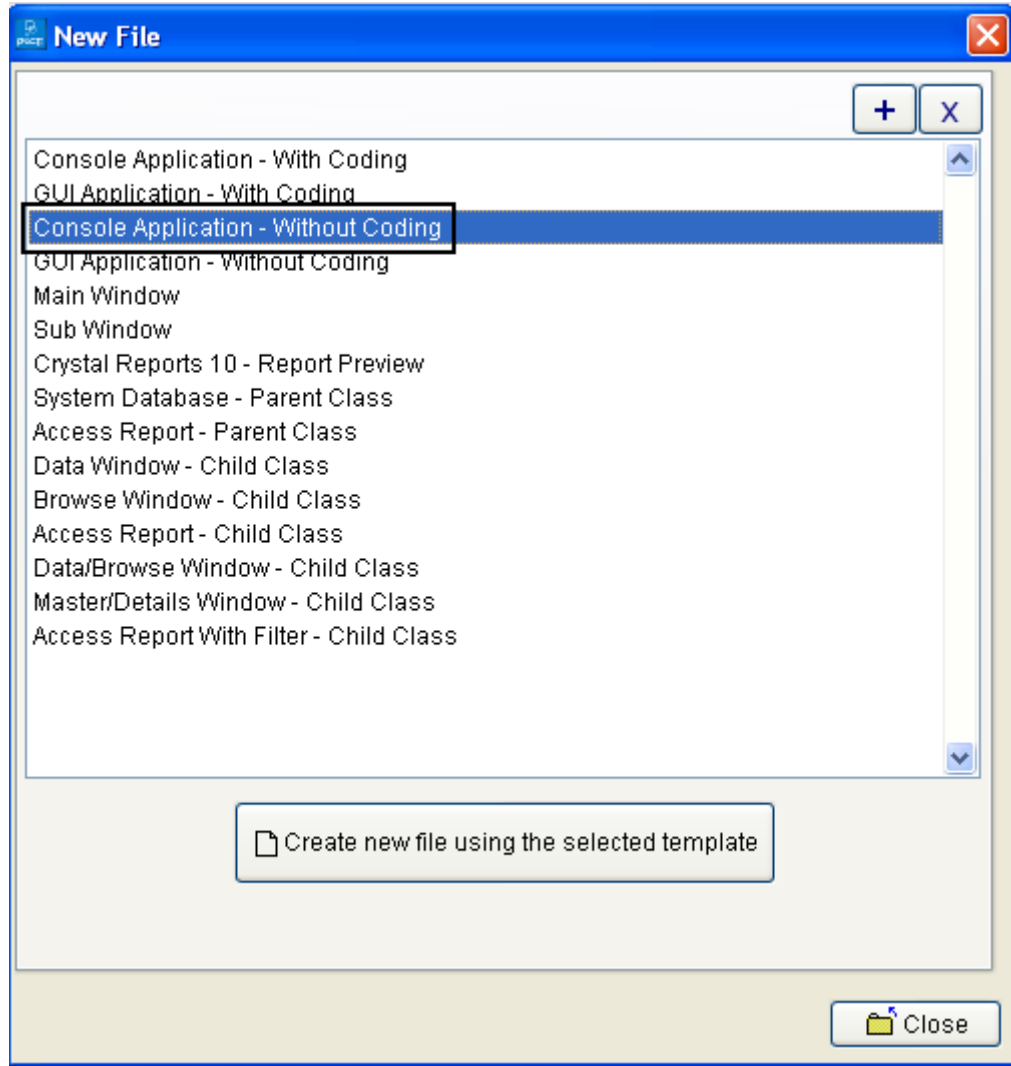 New File
+ x
Console Application - With Coding
GUI Application - With Coding
Console Application - Without Coding
GUI Application - Without Coding
Main Window
Sub Window
Crystal Reports 10 - Report Preview
System Database - Parent Class
Access Report - Parent Class
Data Window - Child Class
Browse Window - Child Class
Access Report - Child Class
Data/Browse Window - Child Class
Master/Details Window - Child Class
Access Report With Filter - Child Class
Create new file using the selected template
Close